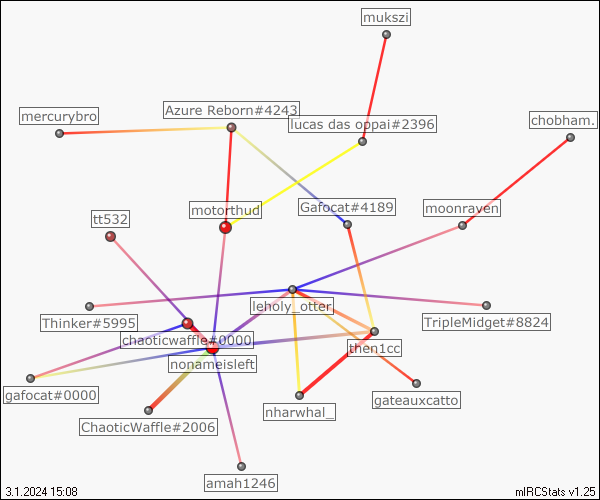 mukszi
mercurybro
Azure Reborn#4243
lucas das oppai#2396
chobham.
motorthud
Gafocat#4189
moonraven
tt532
leholy_otter
Thinker#5995
TripleMidget#8824
chaoticwaffle#0000
then1cc
nonameisleft
gafocat#0000
gateauxcatto
nharwhal_
ChaoticWaffle#2006
amah1246
3.1.2024 15:08
mIRCStats v1.25